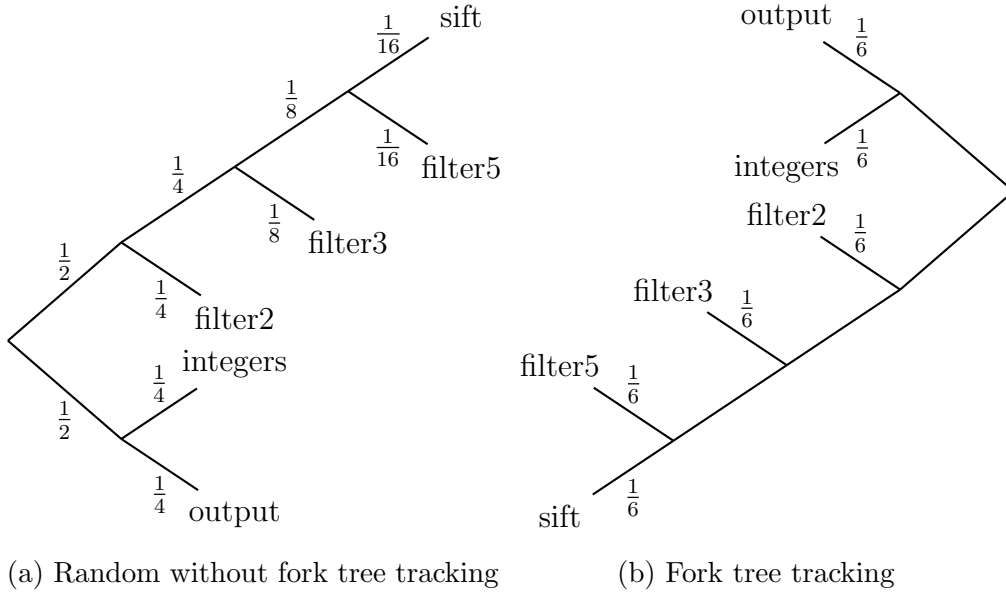 1/16 sift
1/8
1/16 filter5
1/4
1/8 filter3
1/2
1/4 filter2
integers
1/4
1/2
1/4 output
(a) Random without fork tree tracking
output 1/6
1/6
integers
filter2 1/6
filter3 1/6
filter5 1/6
sift 1/6
(b) Fork tree tracking